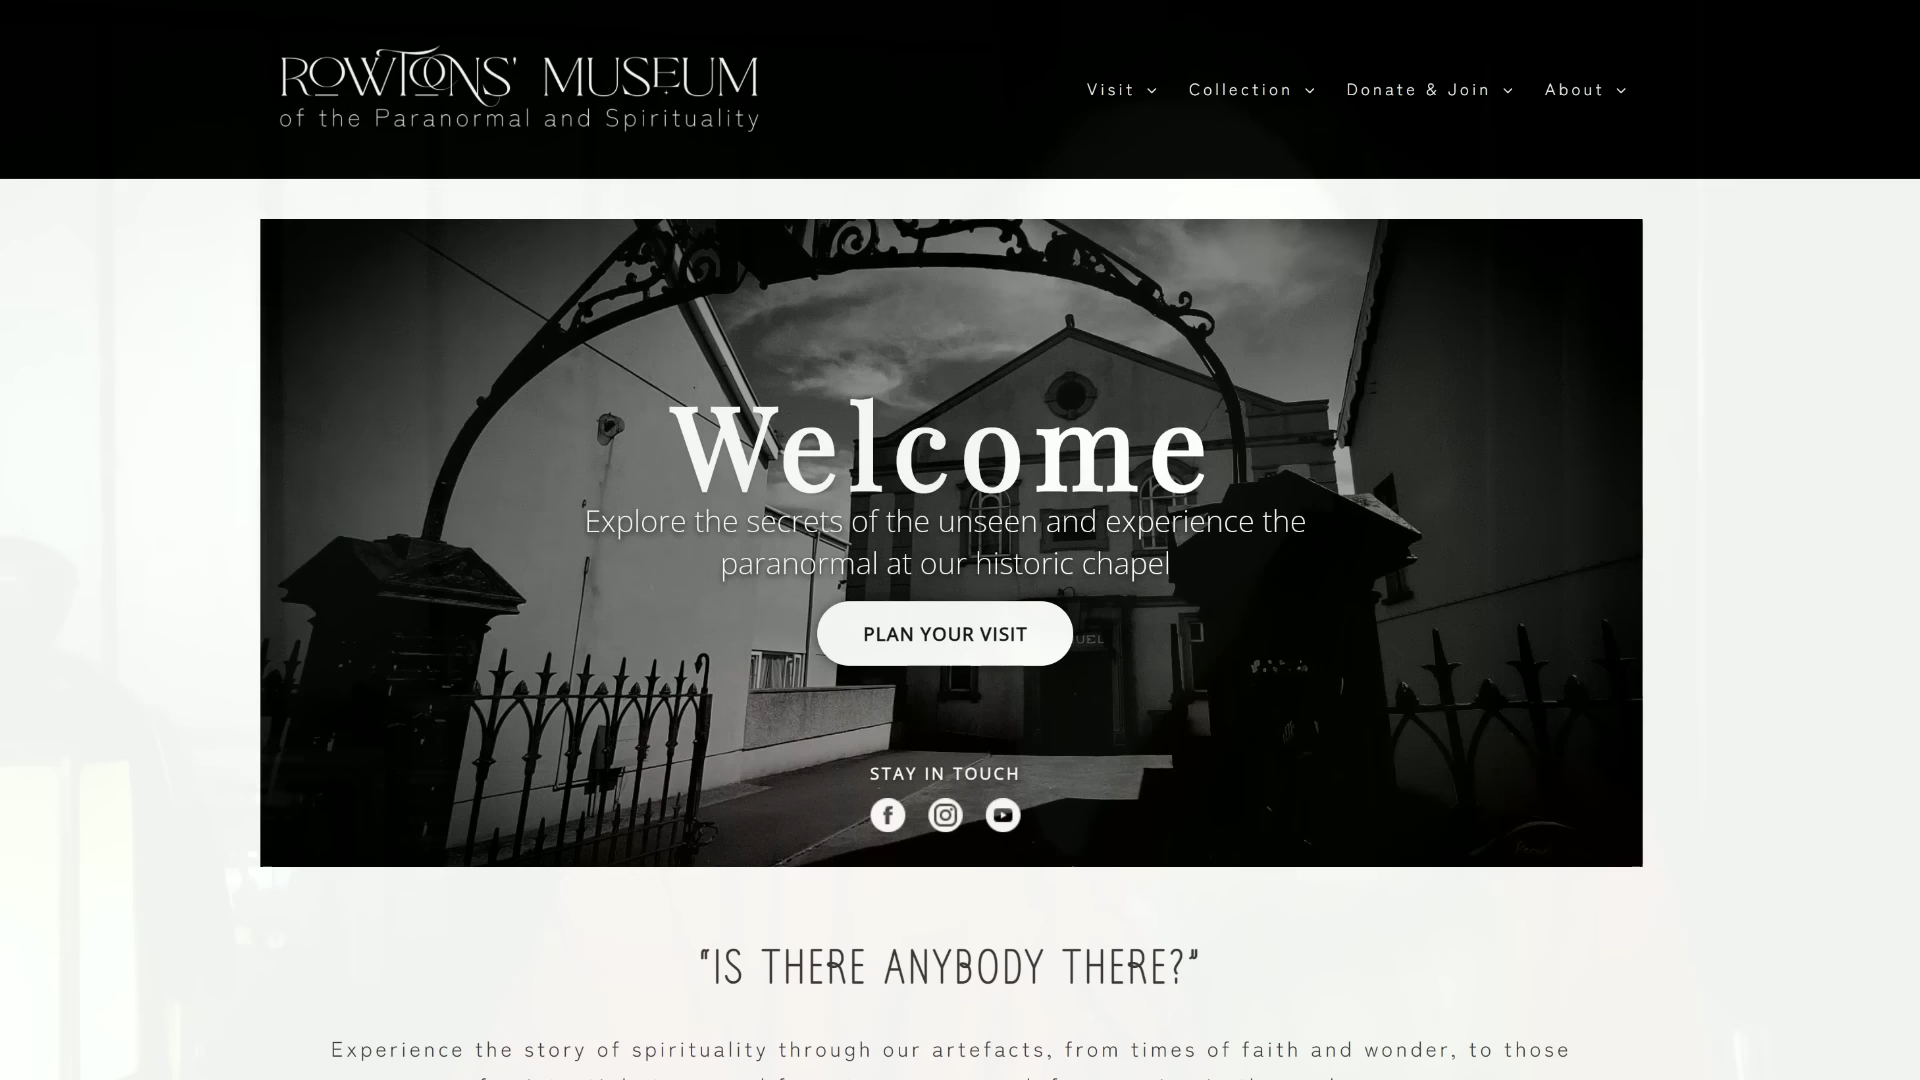 ROWTONS' MUSEUM
of the Paranormal and Spirituality
Visit
Collection
Donate & Join
About
Welcome
Explore the secrets of the unseen and experience the
paranormal at our historic chapel
PLAN YOUR VISIT
UEL
STAY IN TOUCH
"IS THERE ANYBODY THERE?"
Experience the story of spirituality through our artefacts, from times of faith and wonder, to those